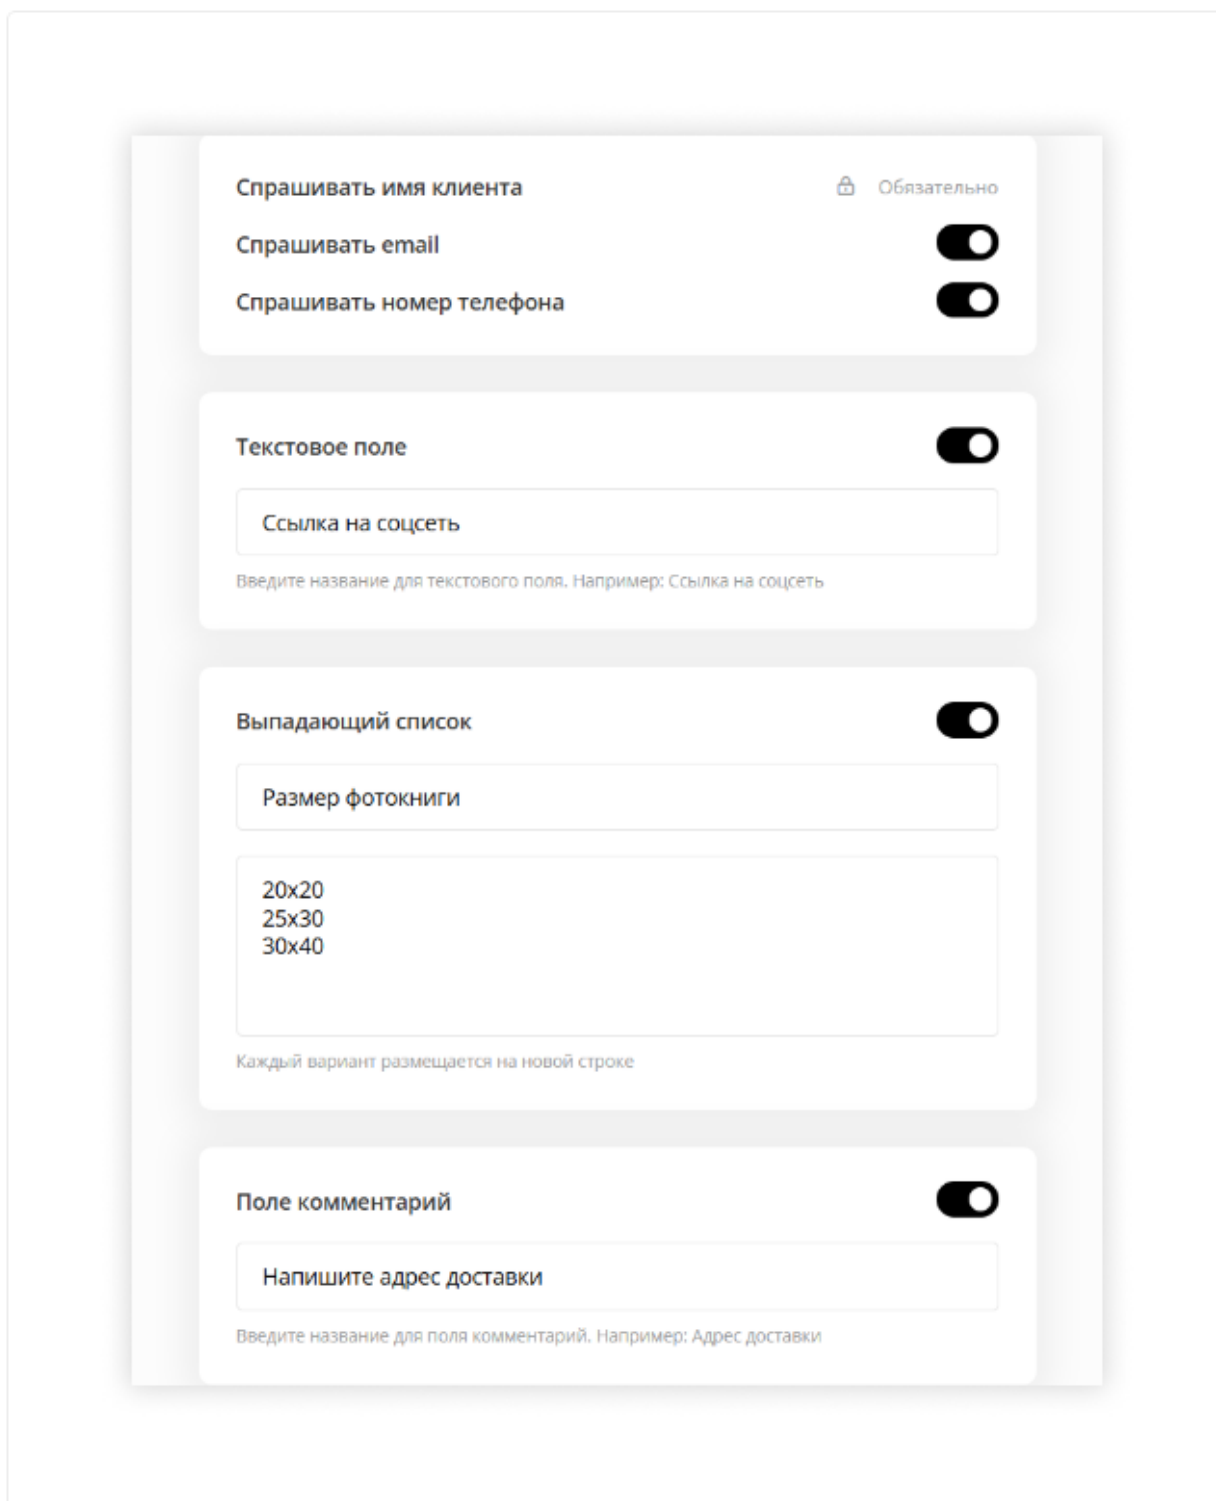 Спрашивать имя клиента
Обязательно
Спрашивать email
Спрашивать номер телефона
Текстовое поле
Ссылка на соцсеть
Введите название для текстового поля. Например: Ссылка на соцсеть
Выпадающий список
Размер фотокниги
20x20
25x30
30x40
Каждый вариант размещается на новой строке
Поле комментарий
Напишите адрес доставки
Введите название для поля комментарий. Например: Адрес доставки